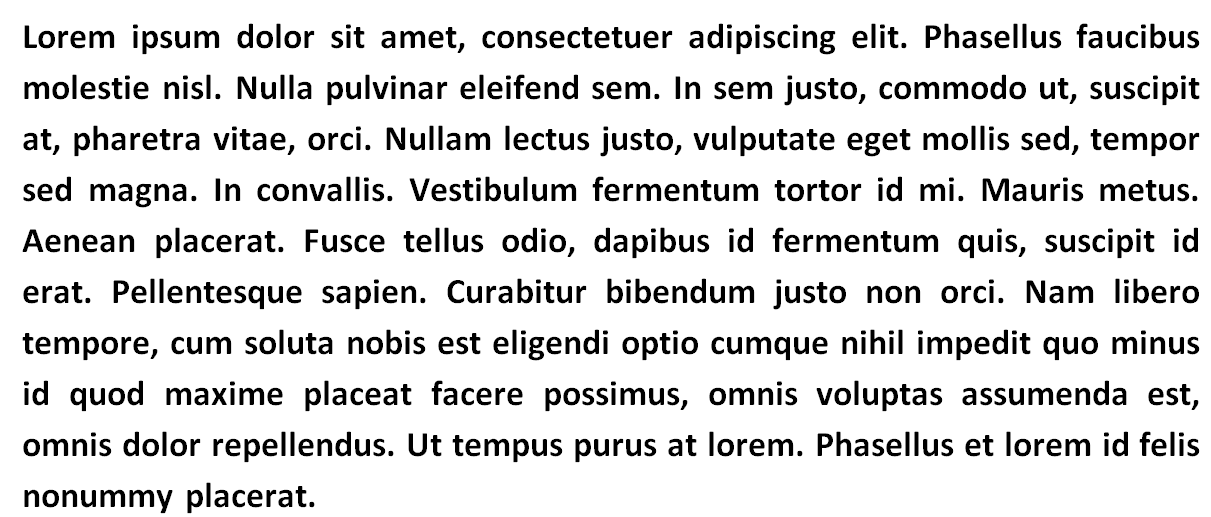 Lorem ipsum dolor sit amet, consectetuer adipiscing elit. Phasellus faucibus
molestie nisl. Nulla pulvinar eleifend sem. In sem justo, commodo ut, suscipit
at, pharetra vitae, orci. Nullam lectus justo, vulputate eget mollis sed, tempor
sed magna. In convallis. Vestibulum fermentum tortor id mi. Mauris metus.
Aenean placerat. Fusce tellus odio, dapibus id fermentum quis, suscipit id
erat. Pellentesque sapien. Curabitur bibendum justo non orci. Nam libero
tempore, cum soluta nobis est eligendi optio cumque nihil impedit quo minus
id quod maxime placeat facere possimus, omnis voluptas assumenda est,
omnis dolor repellendus. Ut tempus purus at lorem. Phasellus et lorem id felis
nonummy placerat.